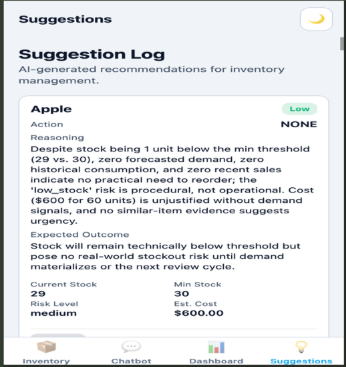 Suggestions
Suggestion Log
AI-generated recommendations for inventory
management.
Apple
Low
Action
NONE
Reasoning
Despite stock being 1 unit below the min threshold
(29 vs. 30), zero forecasted demand, zero
historical consumption, and zero recent sales
indicate no practical need to reorder; the
'low_stock' risk is procedural, not operational. Cost
($600 for 60 units) is unjustified without demand
signals, and no similar-item evidence suggests
urgency.
Expected Outcome
Stock will remain technically below threshold but
pose no real-world stockout risk until demand
materializes or the next review cycle.
Current Stock
Min Stock
29
30
Risk Level
Est. Cost
medium
$600.00
Inventory
Chatbot
Dashboard
Suggestions